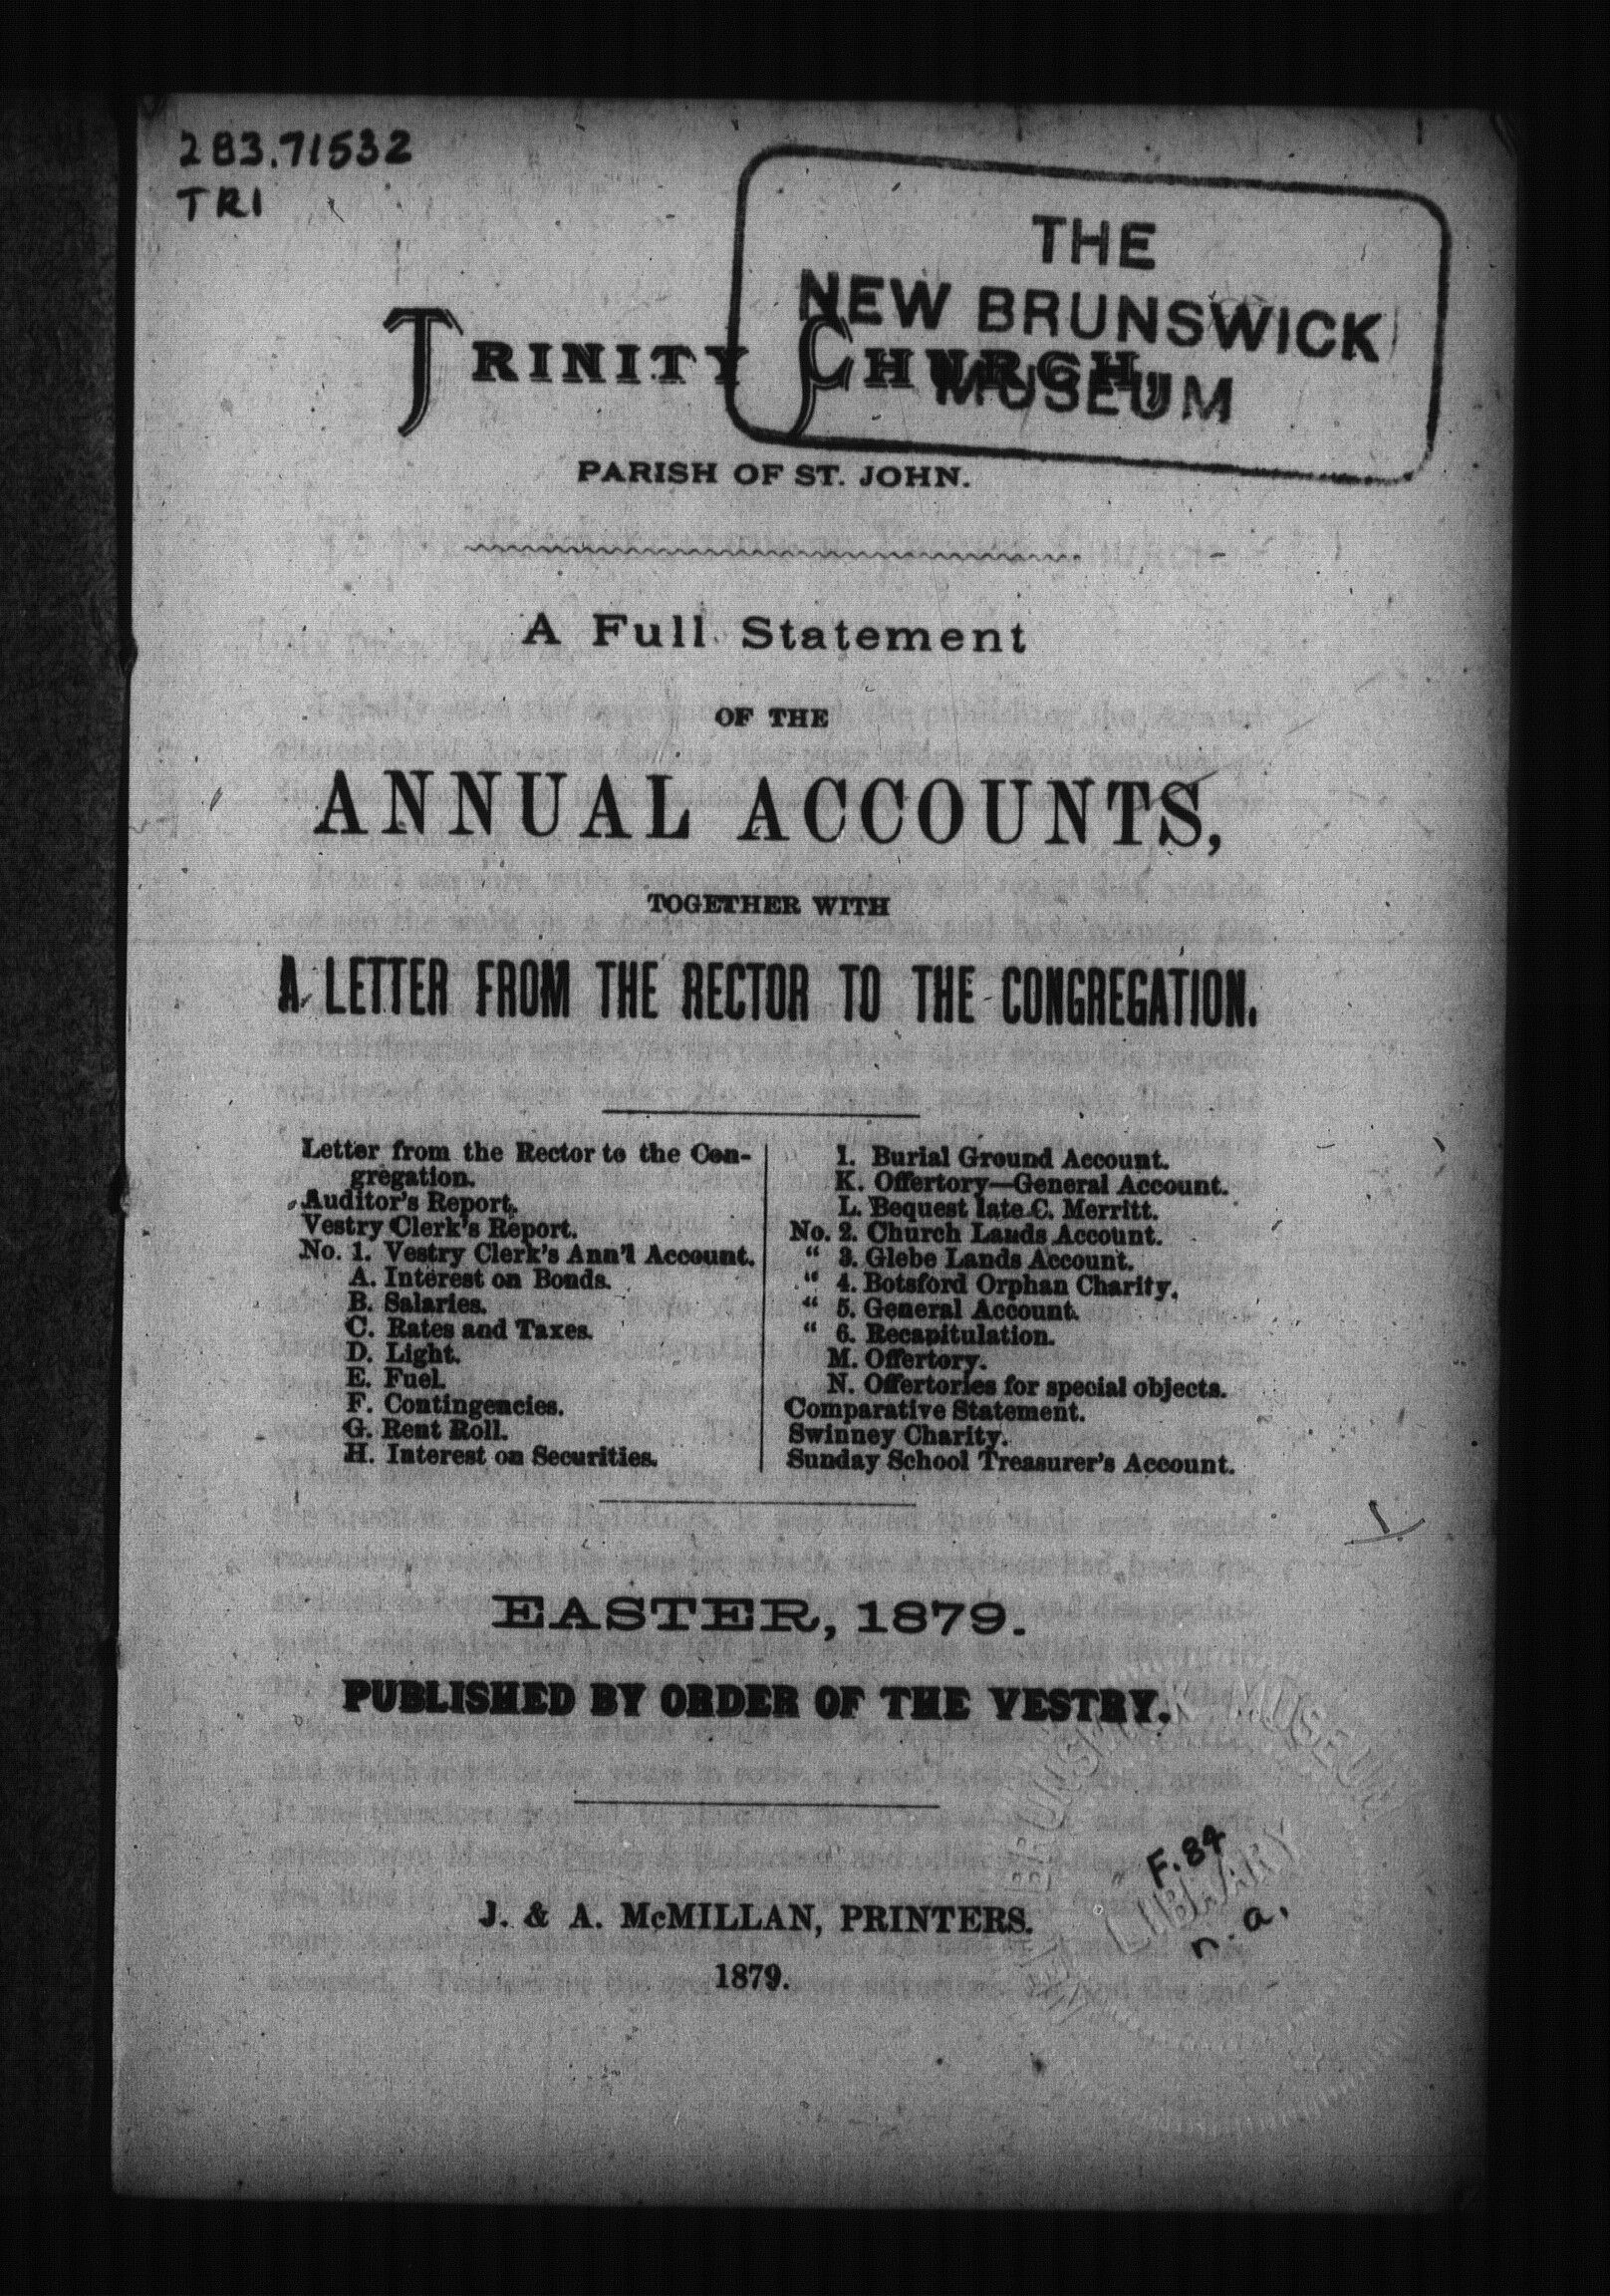 283.71532
TRI
THE
NEW BRUNSWICK
MUSEUM
TRINITY CHURCH,
PARISH OF ST. JOHN.
A Full Statement
OF THE
ANNUAL ACCOUNTS,
TOGETHER WITH
A LETTER FROM THE RECTOR TO THE CONGREGATION.
Letter from the Rector to the Con-
gregation.
Auditor's Report.
Vestry Clerk's Report.
No. 1. Vestry Clerk's Ann'l Account.
A. Interest on Bonds.
B. Salaries.
C. Rates and Taxes.
D. Light.
E. Fuel.
F. Contingencies.
G. Rent Roll.
H. Interest on Securities.
I. Burial Ground Account.
K. Offertory—General Account.
L. Bequest late C. Merritt.
No. 2. Church Lands Account.
" 3. Glebe Lands Account.
" 4. Botsford Orphan Charity.
" 5. General Account.
" 6. Recapitulation.
M. Offertory.
N. Offertories for special objects.
Comparative Statement.
Swinney Charity.
Sunday School Treasurer's Account.
EASTER, 1879.
PUBLISHED BY ORDER OF THE VESTRY.
BRUNSWICK MUSEUM
LIBRARY
F.84
n.a.
J. & A. McMILLAN, PRINTERS.
1879.